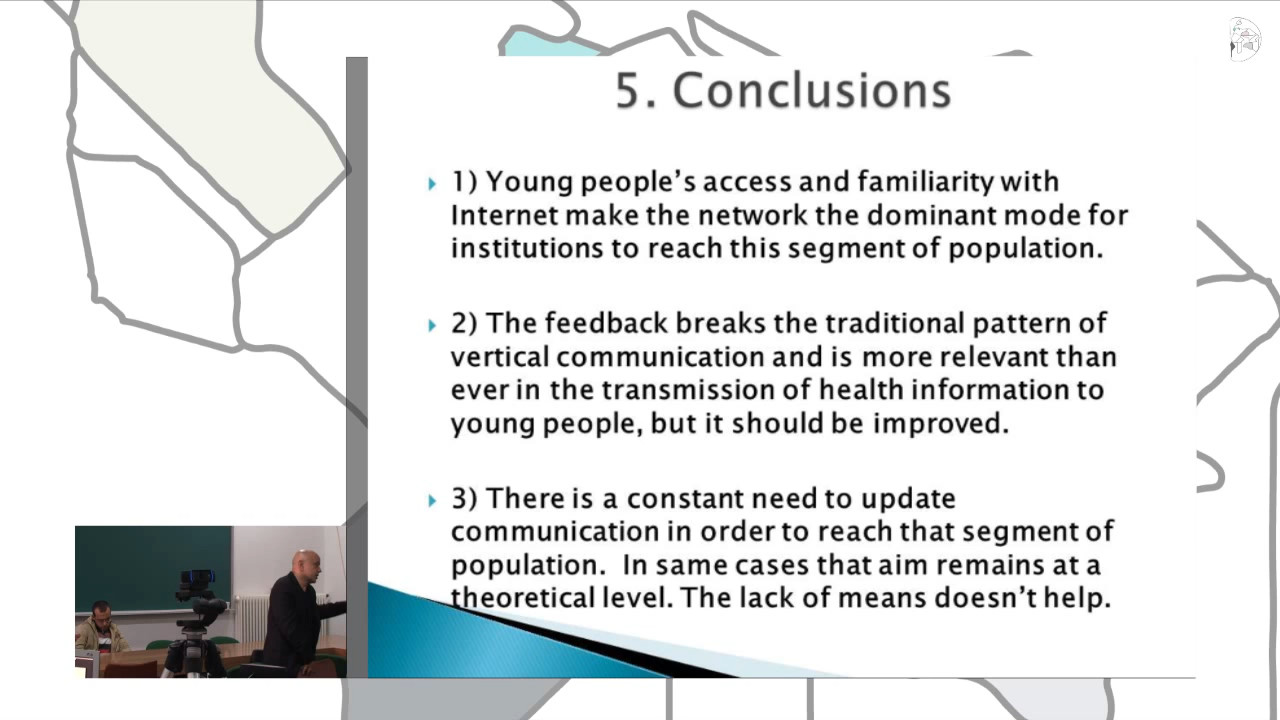 5. Conclusions
1) Young people's access and familiarity with
Internet make the network the dominant mode for
institutions to reach this segment of population.
2) The feedback breaks the traditional pattern of
vertical communication and is more relevant than
ever in the transmission of health information to
young people, but it should be improved.
3) There is a constant need to update
communication in order to reach that segment of
population. In same cases that aim remains at a
theoretical level. The lack of means doesn't help.